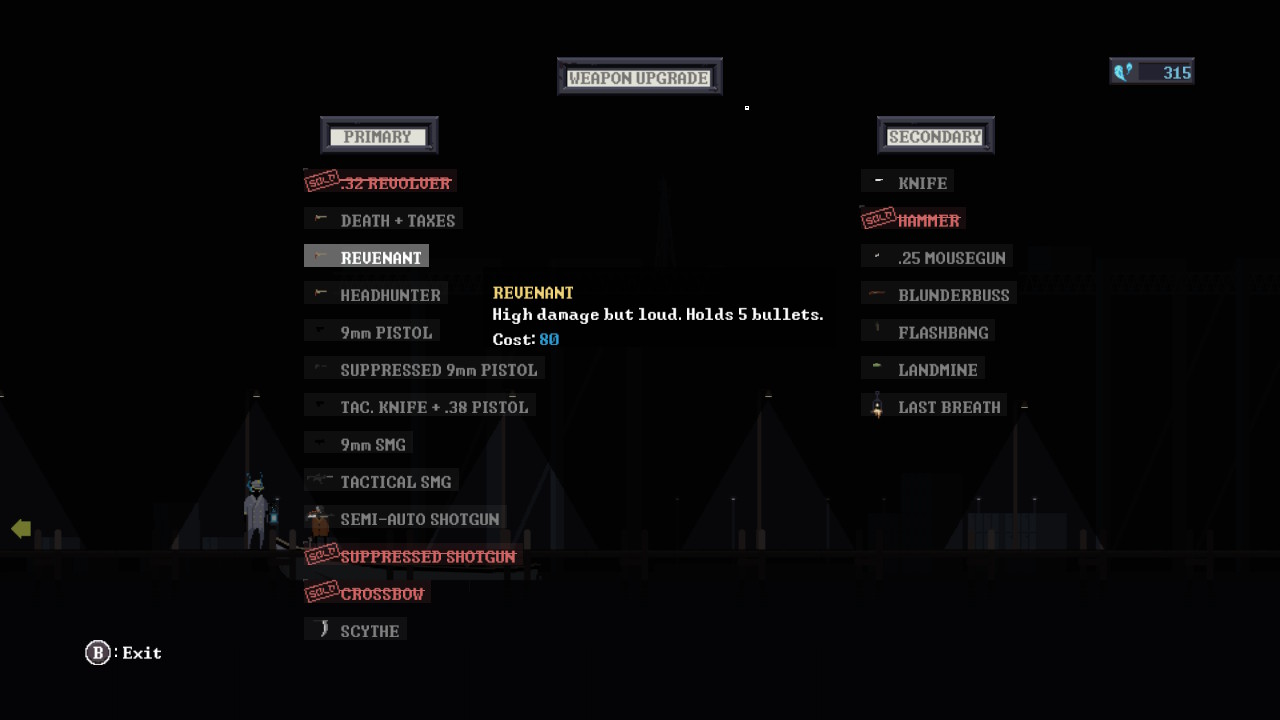 WEAPON UPGRADE
315
PRIMARY
SOLD .32 REVOLVER
DEATH + TAXES
REVENANT
HEADHUNTER
9mm PISTOL
SUPPRESSED 9mm PISTOL
TAC. KNIFE + .38 PISTOL
9mm SMG
TACTICAL SMG
SEMI-AUTO SHOTGUN
SOLD SUPPRESSED SHOTGUN
SOLD CROSSBOW
SCYTHE
REVENANT
High damage but loud. Holds 5 bullets.
Cost: 80
SECONDARY
KNIFE
SOLD HAMMER
.25 MOUSEGUN
BLUNDERBUSS
FLASHBANG
LANDMINE
LAST BREATH
B : Exit